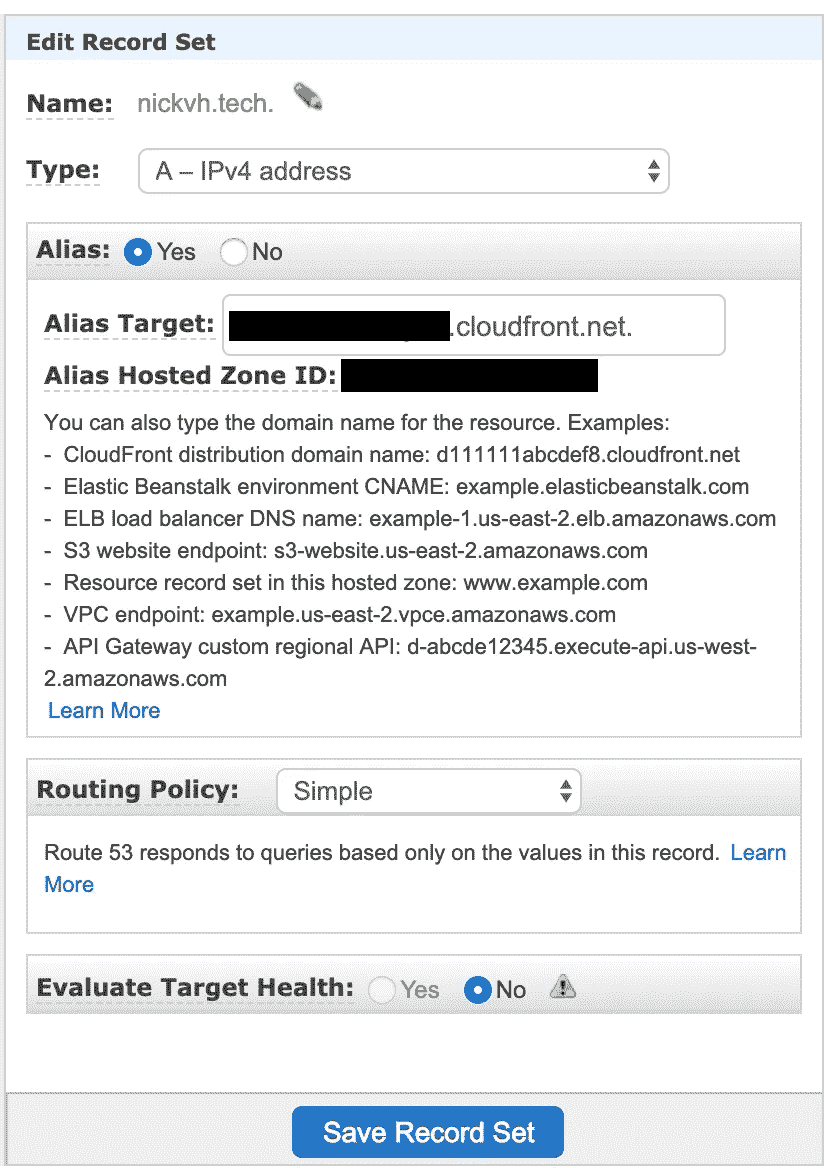 Edit Record Set
Name: nickvh.tech.
Type: A – IPv4 address
Alias: Yes No
Alias Target: .cloudfront.net.
Alias Hosted Zone ID:
You can also type the domain name for the resource. Examples:
- CloudFront distribution domain name: d111111abcdef8.cloudfront.net
- Elastic Beanstalk environment CNAME: example.elasticbeanstalk.com
- ELB load balancer DNS name: example-1.us-east-2.elb.amazonaws.com
- S3 website endpoint: s3-website.us-east-2.amazonaws.com
- Resource record set in this hosted zone: www.example.com
- VPC endpoint: example.us-east-2.vpce.amazonaws.com
- API Gateway custom regional API: d-abcde12345.execute-api.us-west-
2.amazonaws.com
Learn More
Routing Policy: Simple
Route 53 responds to queries based only on the values in this record. Learn
More
Evaluate Target Health: Yes No
Save Record Set